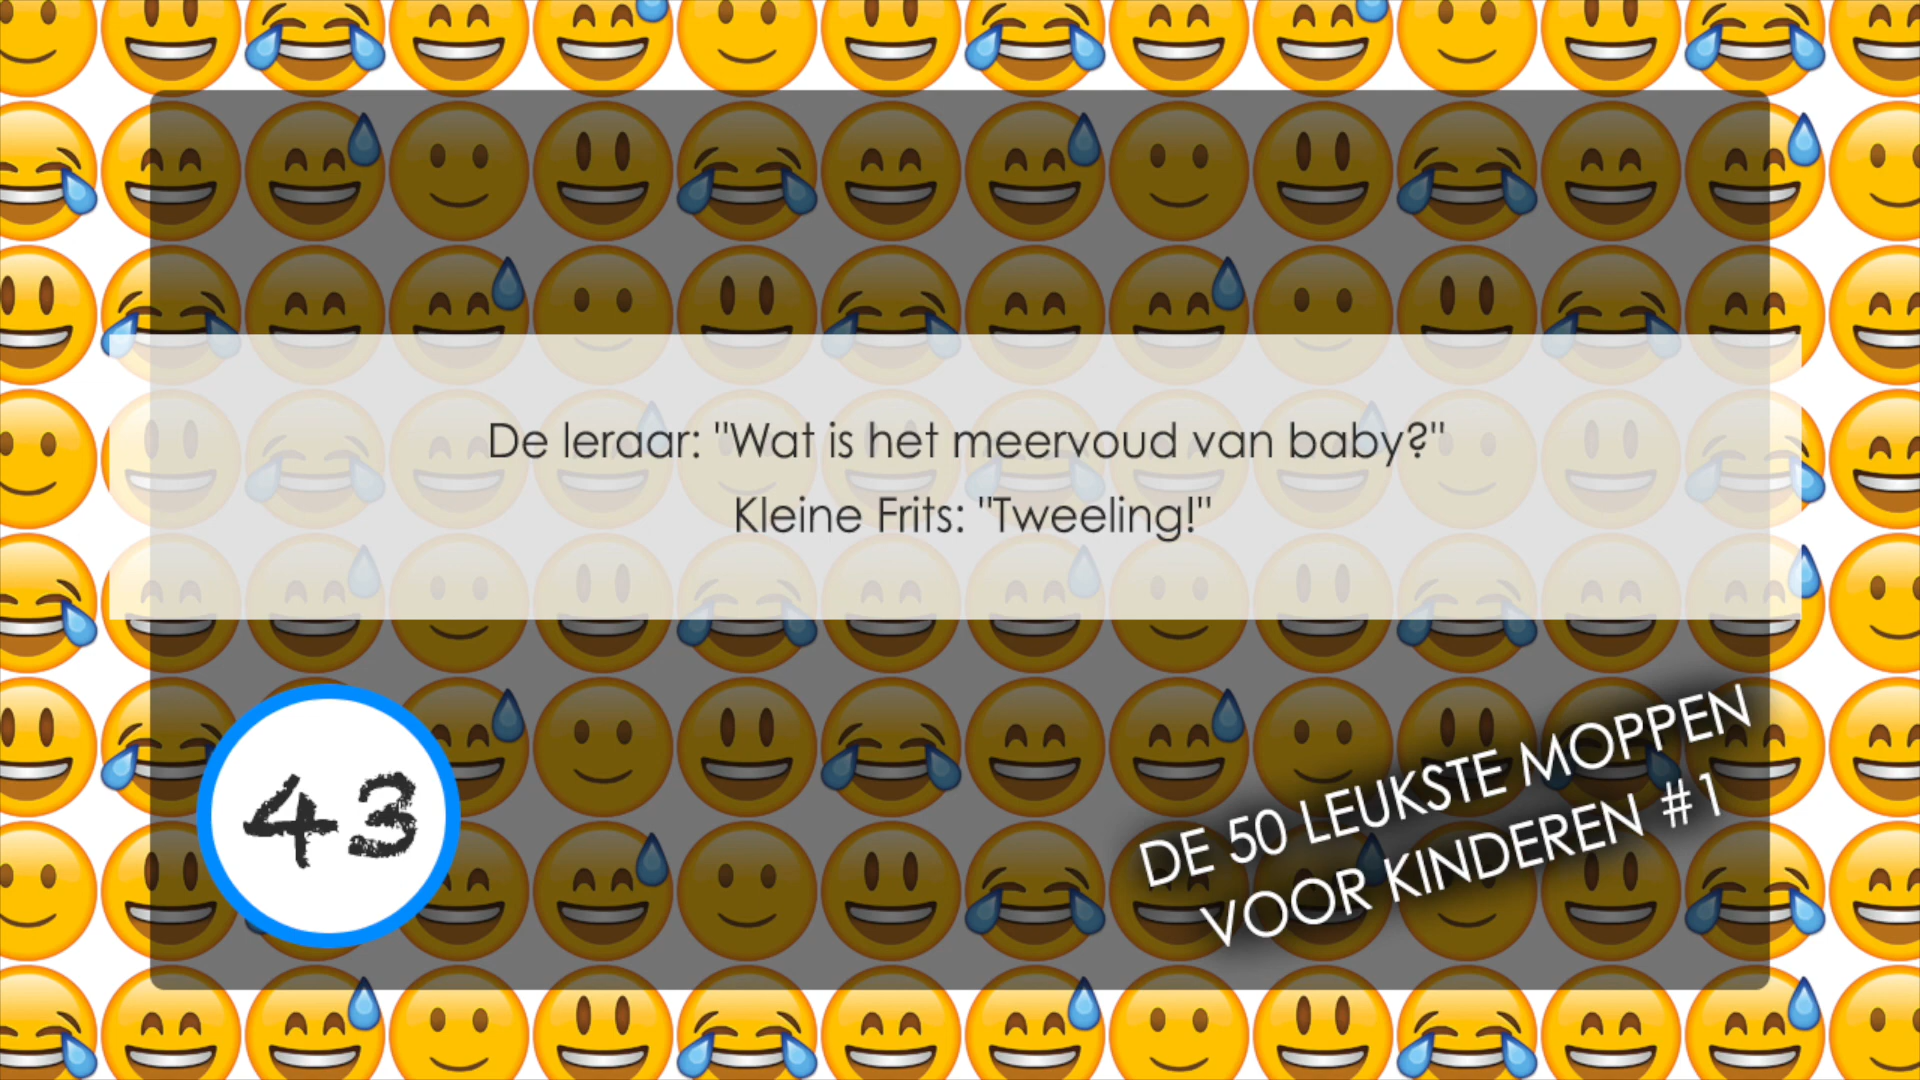 De leraar: "Wat is het meervoud van baby?"
Kleine Frits: "Tweeling!"
43
DE 50 LEUKSTE MOPPEN
VOOR KINDEREN #1